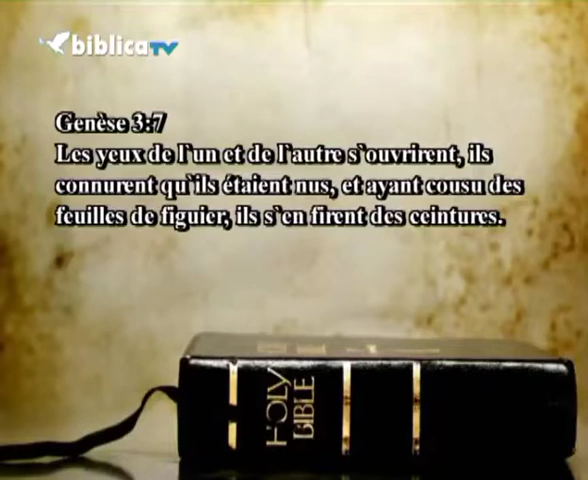 biblicaTV
Genèse 3:7
Les yeux de l'un et de l'autre s'ouvrirent, ils
connurent qu'ils étaient nus, et ayant cousu des
feuilles de figuier, ils s'en firent des ceintures.
HOLY
BIBLE